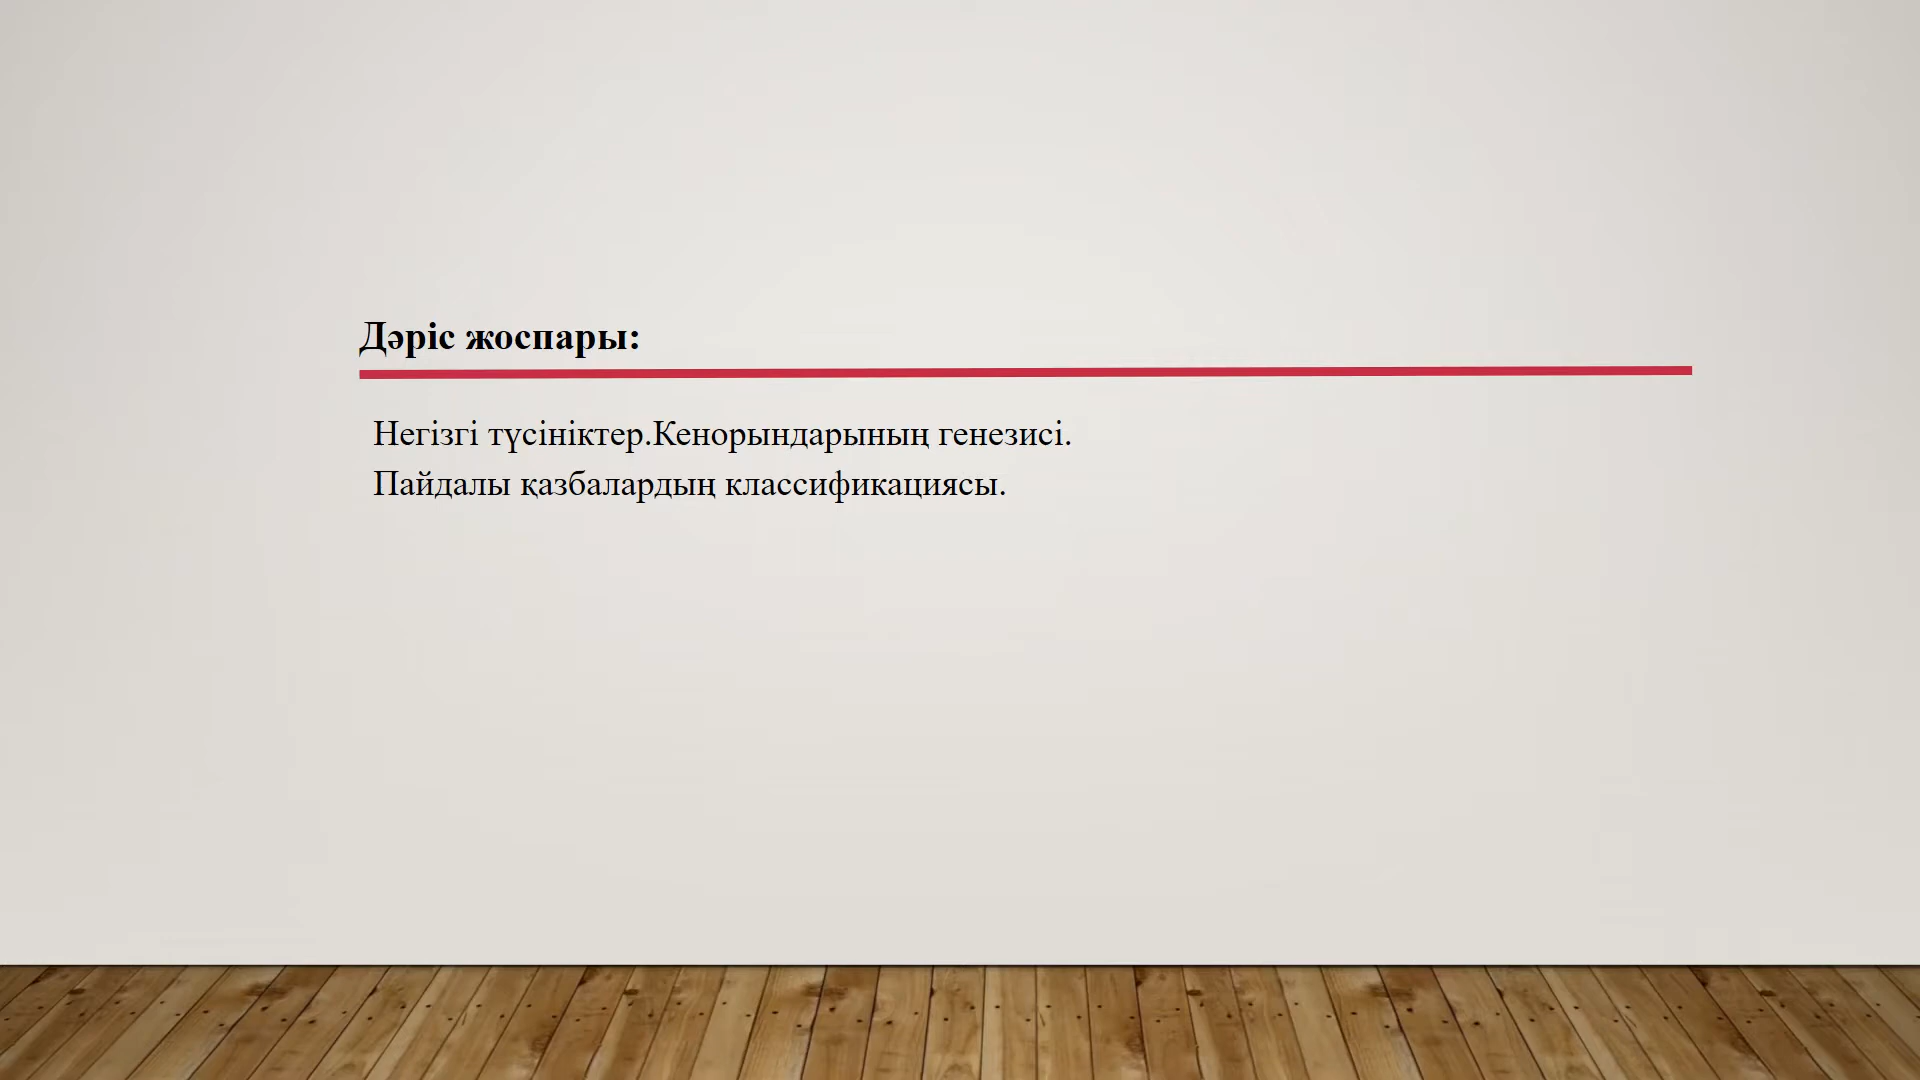 Дәріс жоспары:
Негізгі түсініктер.Кенорындарының генезисі.
Пайдалы қазбалардың классификациясы.